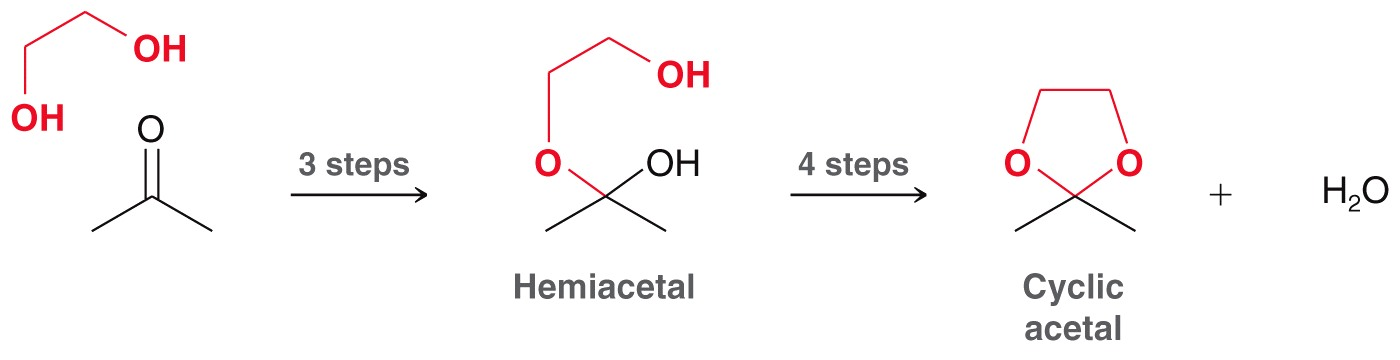 OH
OH
O
3 steps
OH
O
OH
Hemiacetal
4 steps
O
O
Cyclic
acetal
+
H₂O